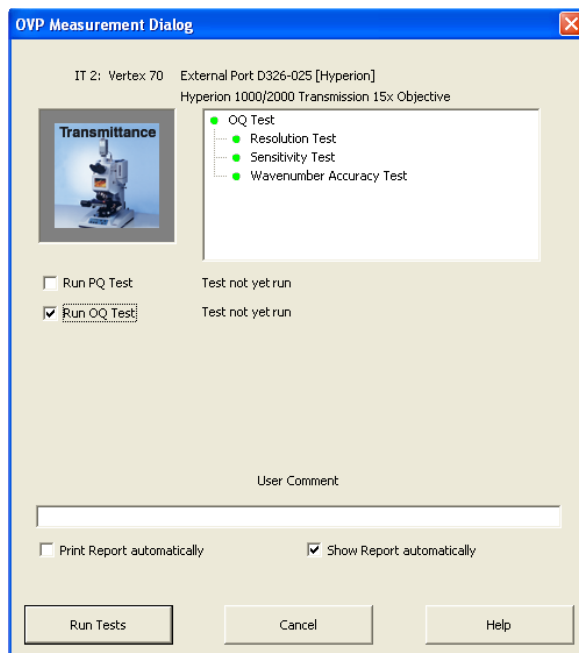 OVP Measurement Dialog
IT 2: Vertex 70 External Port D326-025 [Hyperion]
Hyperion 1000/2000 Transmission 15x Objective
Transmittance
OQ Test
Resolution Test
Sensitivity Test
Wavenumber Accuracy Test
Run PQ Test Test not yet run
Run OQ Test Test not yet run
User Comment
Print Report automatically Show Report automatically
Run Tests Cancel Help